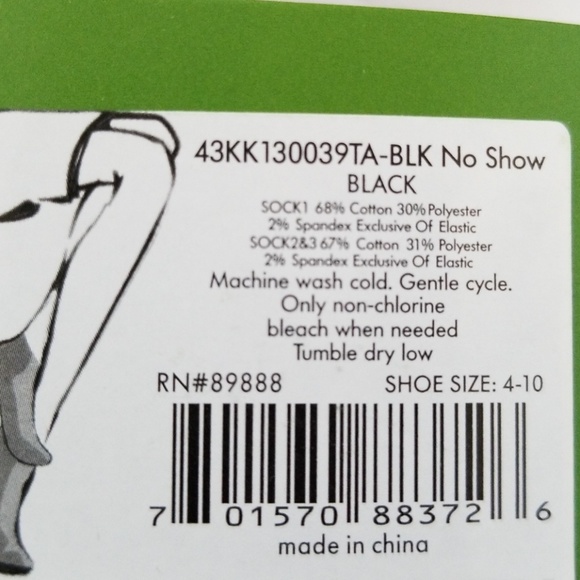 43KK130039TA-BLK No Show
BLACK
SOCK1 68% Cotton 30% Polyester
2% Spandex Exclusive Of Elastic
SOCK2&3 67% Cotton 31% Polyester
2% Spandex Exclusive Of Elastic
Machine wash cold. Gentle cycle.
Only non-chlorine
bleach when needed
Tumble dry low
RN#89888 SHOE SIZE: 4-10
7 01570 88372 6
made in china